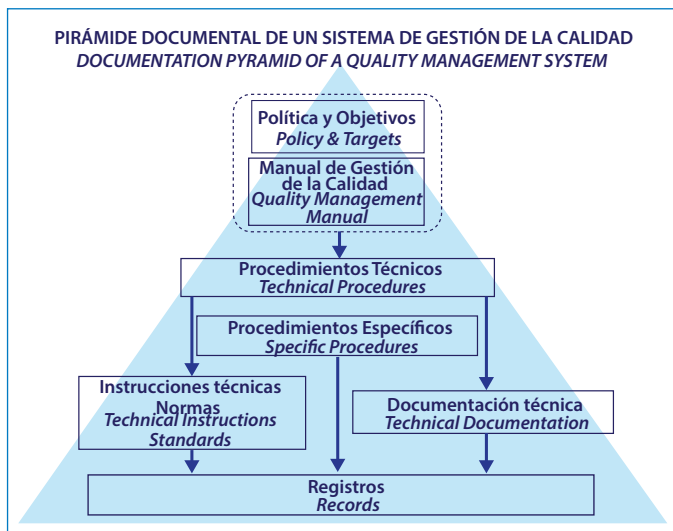 PIRÁMIDE DOCUMENTAL DE UN SISTEMA DE GESTIÓN DE LA CALIDAD
DOCUMENTATION PYRAMID OF A QUALITY MANAGEMENT SYSTEM
Política y Objetivos
Policy & Targets
Manual de Gestión
de la Calidad
Quality Management
Manual
Procedimientos Técnicos
Technical Procedures
Procedimientos Específicos
Specific Procedures
Instrucciones técnicas
Normas
Technical Instructions
Standards
Documentación técnica
Technical Documentation
Registros
Records